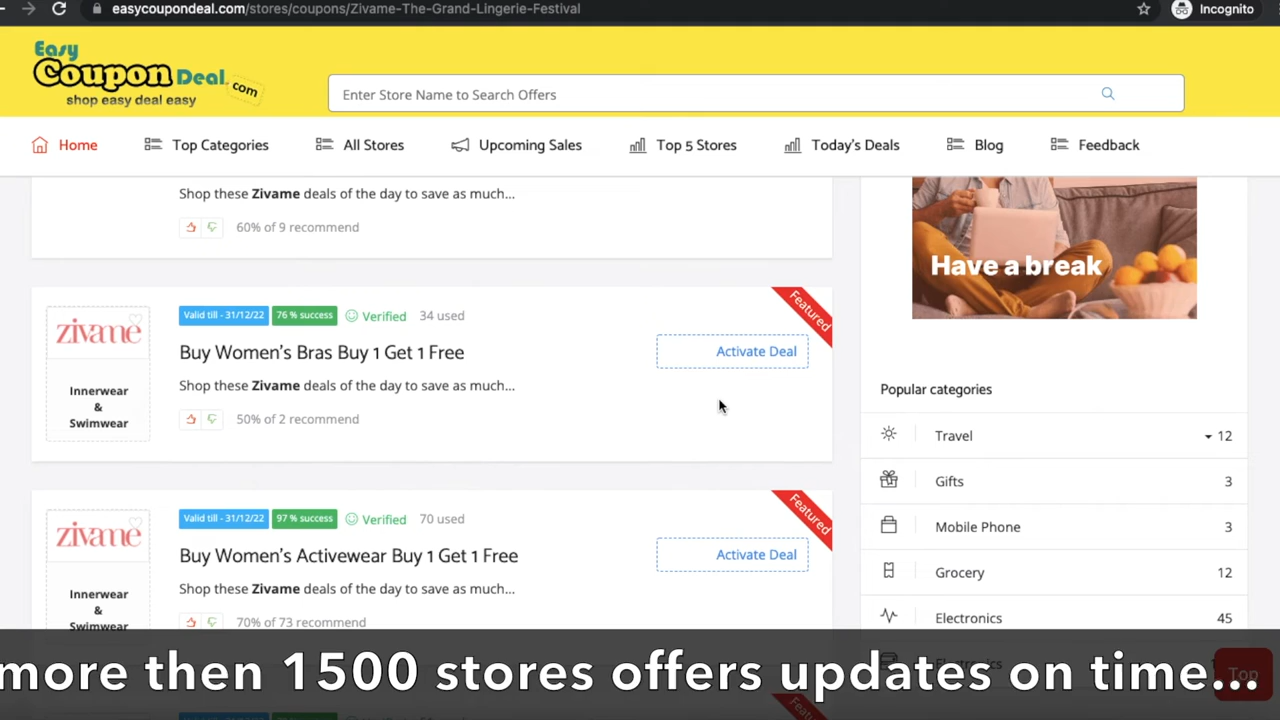 easycoupondeal.com/stores/coupons/Zivame-The-Grand-Lingerie-Festival
Incognito
Easy
Coupon Deal.com
shop easy deal easy
Enter Store Name to Search Offers
Home
Top Categories
All Stores
Upcoming Sales
Top 5 Stores
Today's Deals
Blog
Feedback
Shop these Zivame deals of the day to save as much...
60% of 9 recommend
Have a break
zivame
Innerwear
&
Swimwear
Valid till - 31/12/22
76 % success
Verified
34 used
Featured
Buy Women's Bras Buy 1 Get 1 Free
Activate Deal
Shop these Zivame deals of the day to save as much...
50% of 2 recommend
zivame
Innerwear
&
Swimwear
Valid till - 31/12/22
97 % success
Verified
70 used
Featured
Buy Women's Activewear Buy 1 Get 1 Free
Activate Deal
Shop these Zivame deals of the day to save as much...
70% of 73 recommend
Popular categories
Travel 12
Gifts 3
Mobile Phone 3
Grocery 12
Electronics 45
Top
more then 1500 stores offers updates on time...